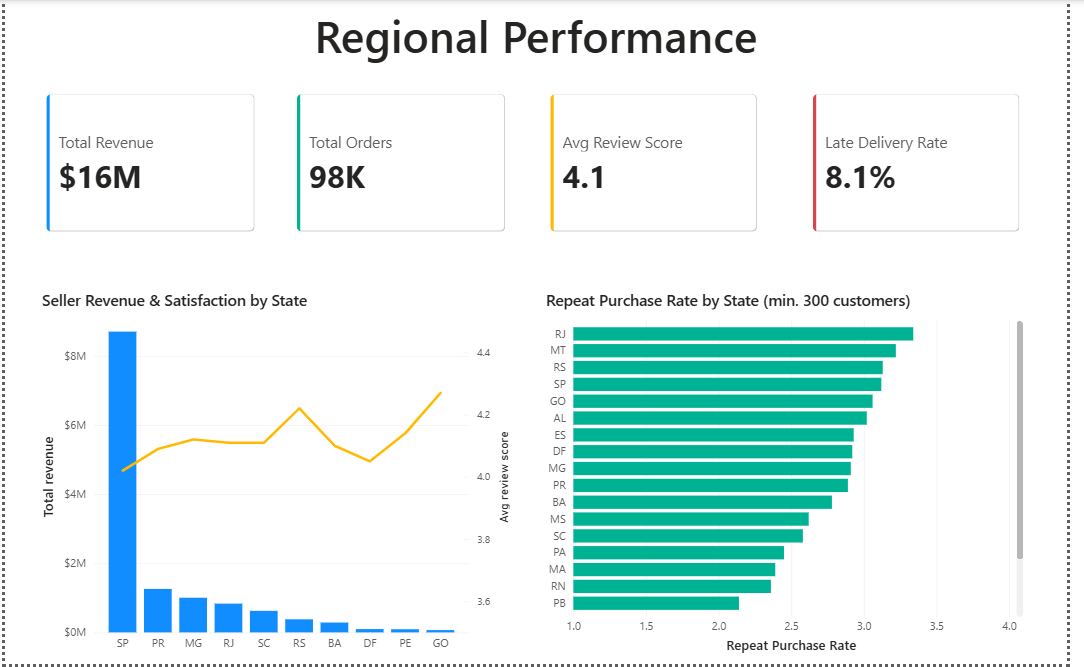 Regional Performance
Total Revenue
$16M
Total Orders
98K
Avg Review Score
4.1
Late Delivery Rate
8.1%
Seller Revenue & Satisfaction by State
$8M
$6M
$4M
$2M
$0M
Total revenue
4.4
4.2
4.0
3.8
3.6
Avg review score
SP PR MG RJ SC RS BA DF PE GO
Repeat Purchase Rate by State (min. 300 customers)
RJ
MT
RS
SP
GO
AL
ES
DF
MG
PR
BA
MS
SC
PA
MA
RN
PB
1.0 1.5 2.0 2.5 3.0 3.5 4.0
Repeat Purchase Rate